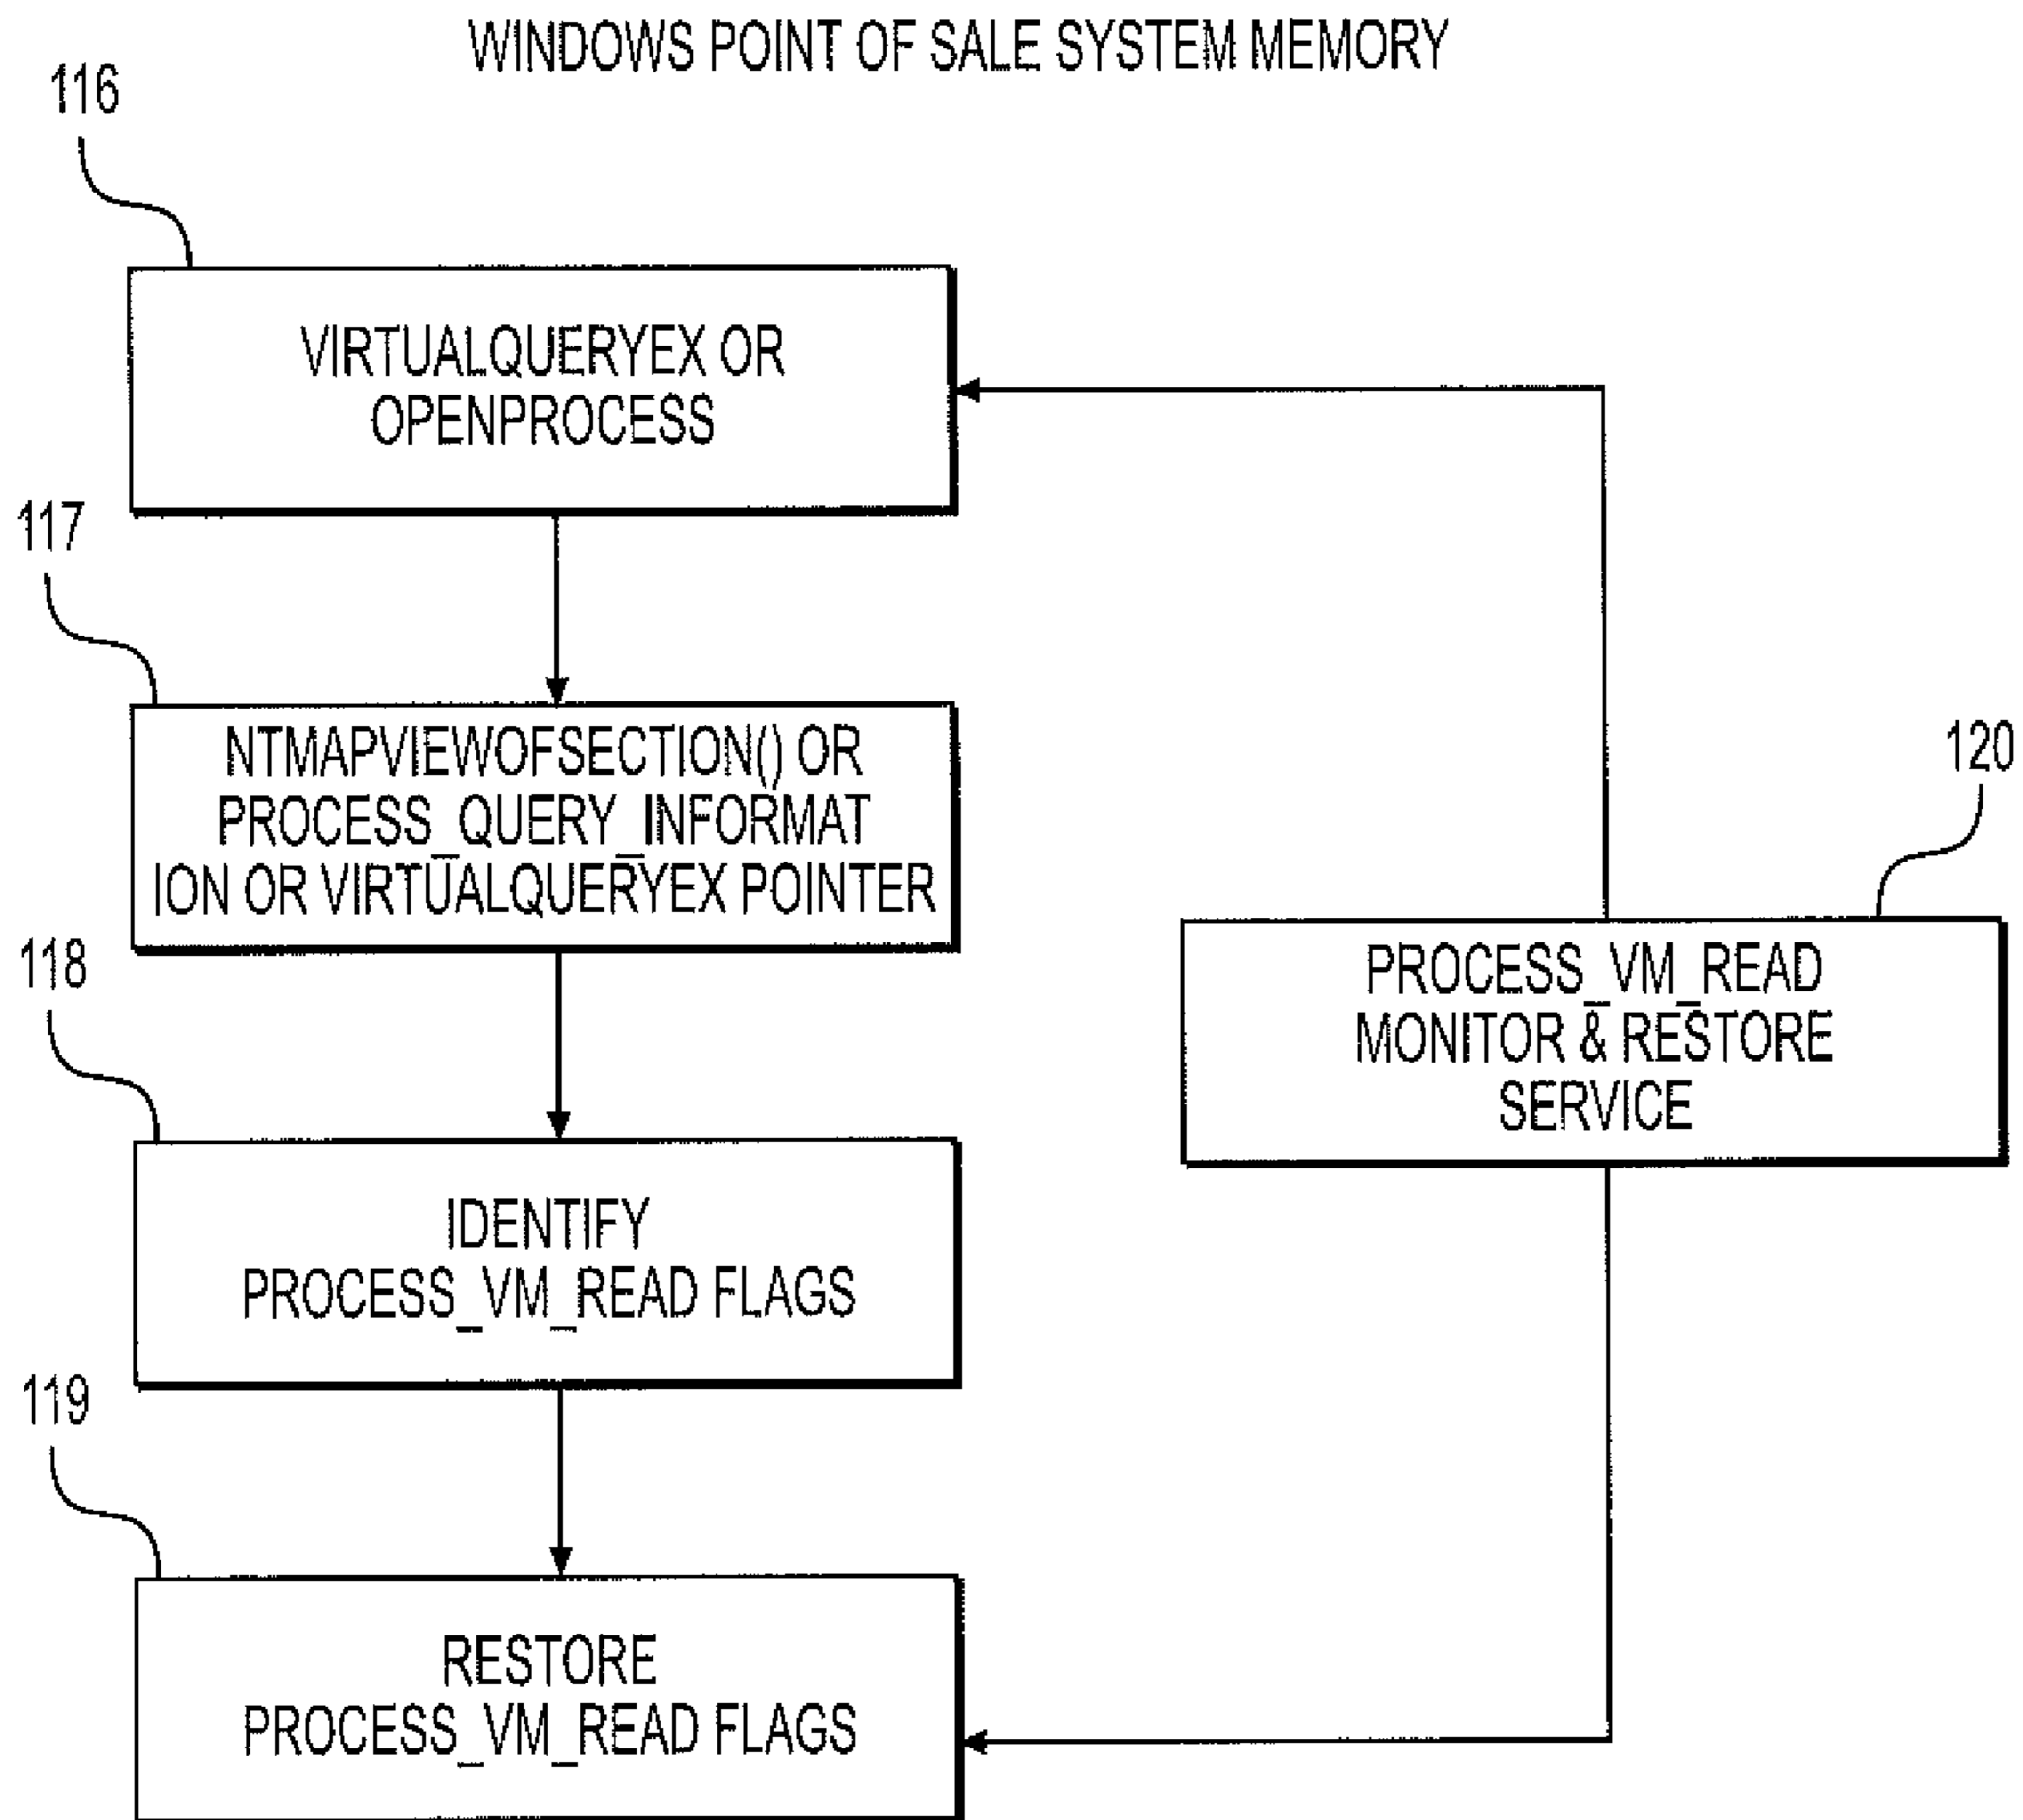 WINDOWS POINT OF SALE SYSTEM MEMORY
116
VIRTUALQUERYEX OR
OPENPROCESS
117
NTMAPVIEWOFSECTION() OR
PROCESS_QUERY_INFORMAT
ION OR VIRTUALQUERYEX POINTER
120
PROCESS_VM_READ
MONITOR & RESTORE
SERVICE
118
IDENTIFY
PROCESS_VM_READ FLAGS
119
RESTORE
PROCESS_VM_READ FLAGS